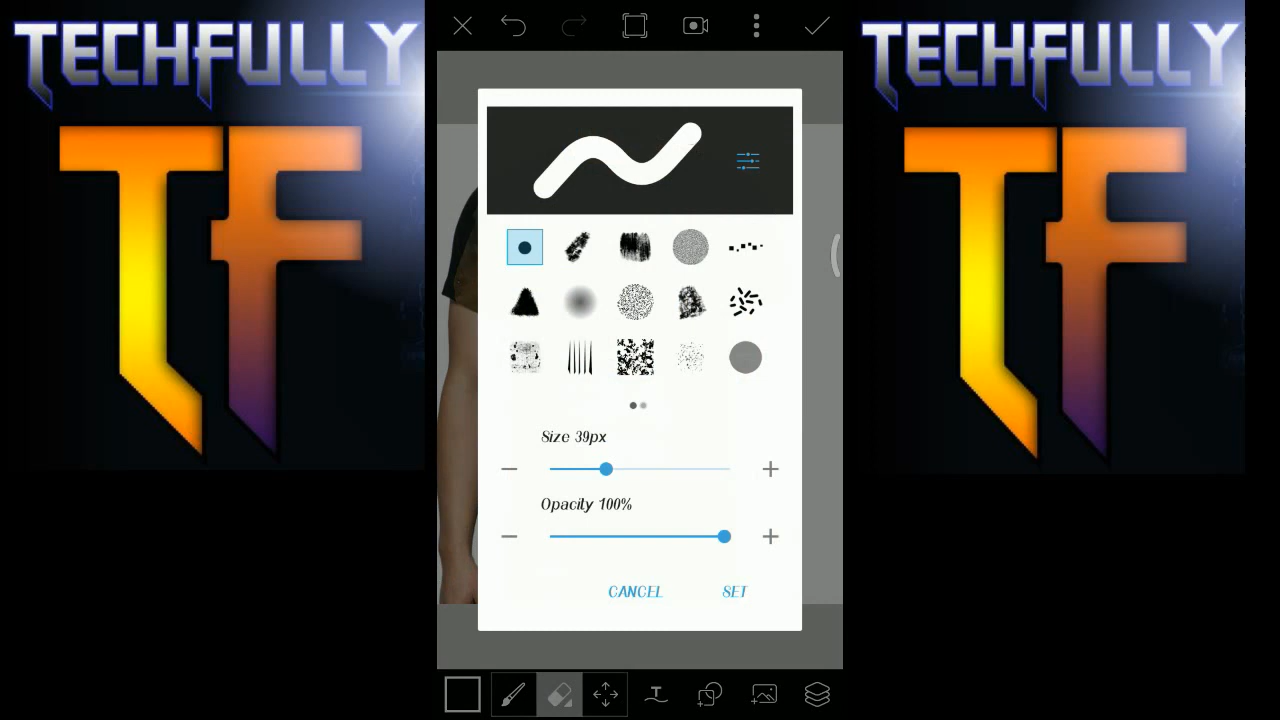 TECHFULLY
TF
Size 39px
Opacity 100%
CANCEL
SET
TECHFULLY
TF